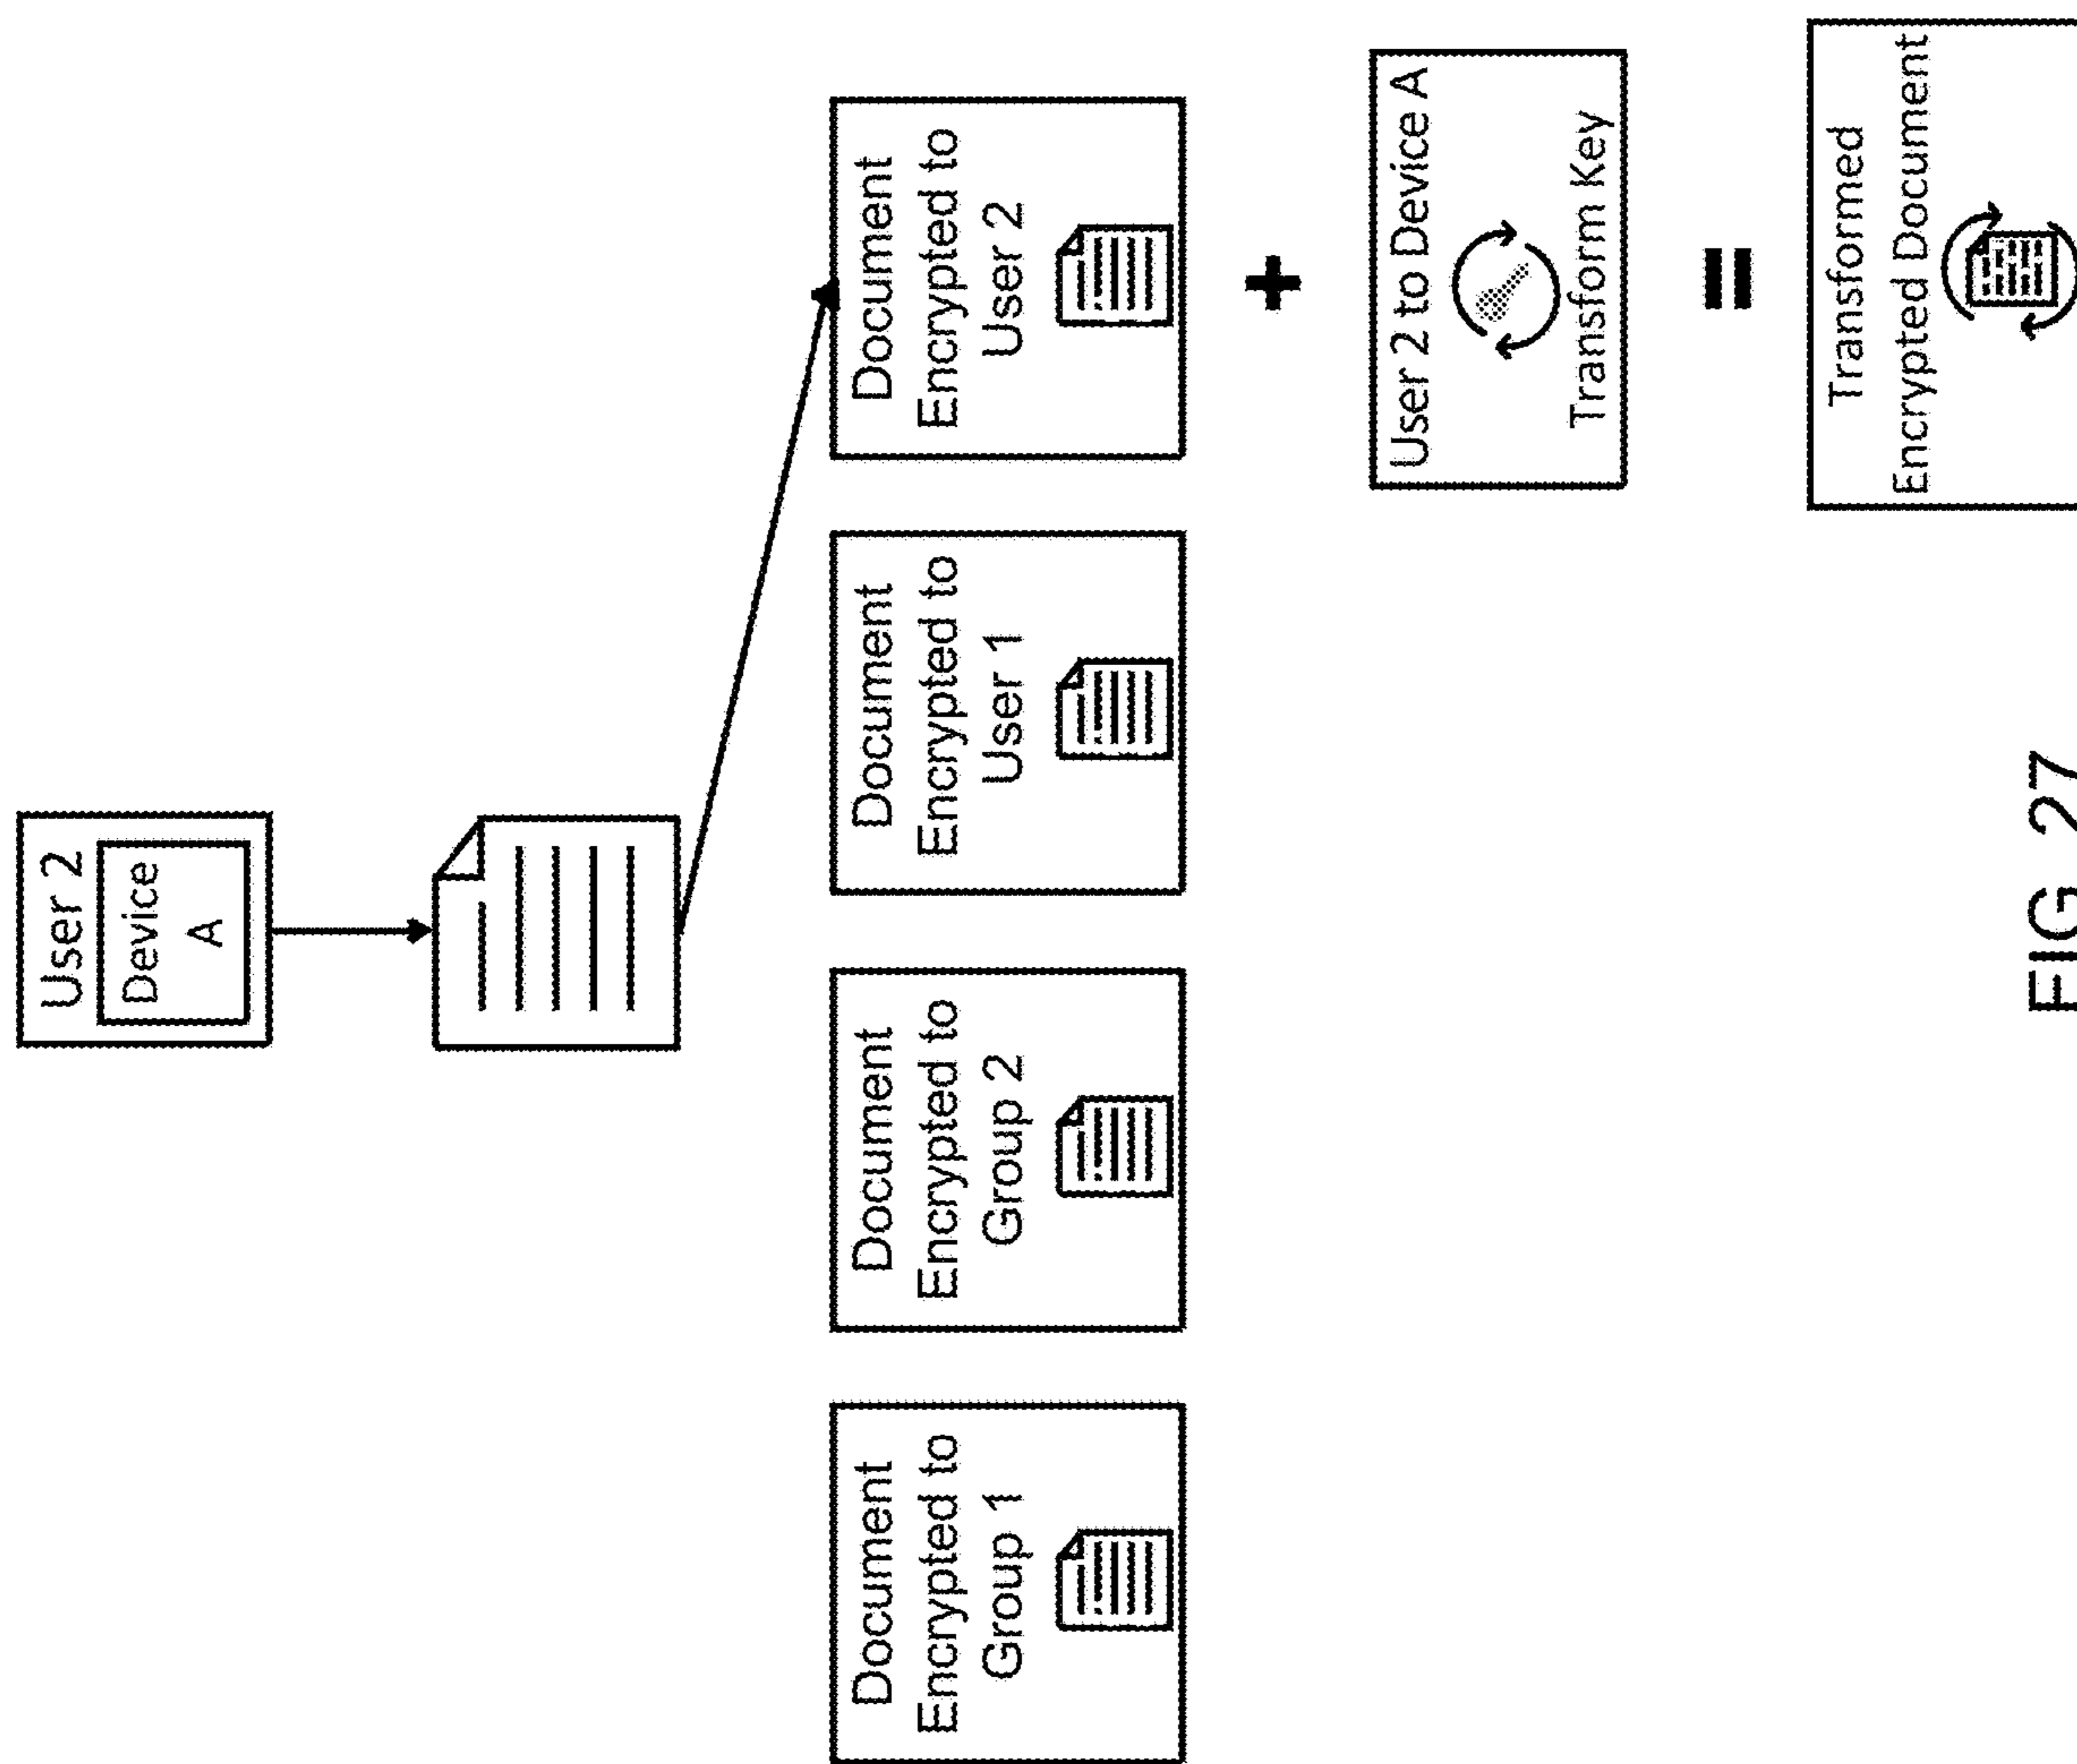 User 2
Device
A
Document
Encrypted to
Group 1
Document
Encrypted to
Group 2
Document
Encrypted to
User 1
Document
Encrypted to
User 2
+
User 2 to Device A
Transform Key
=
Transformed
Encrypted Document
FIG 27